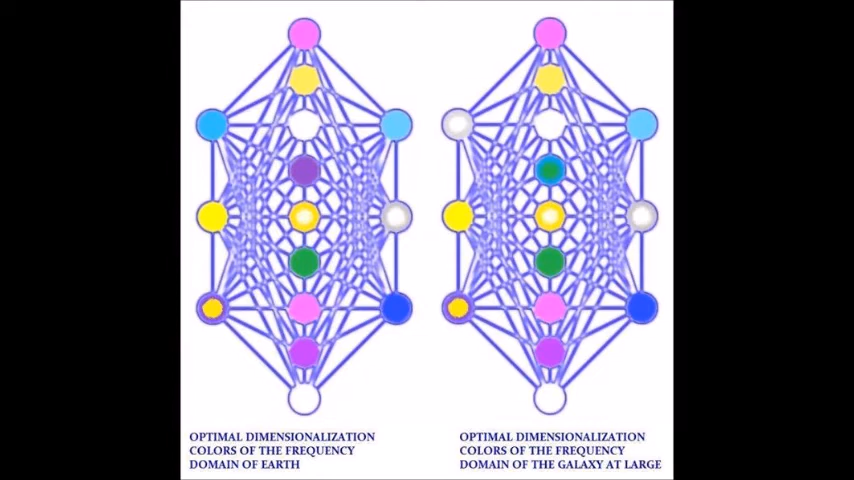 OPTIMAL DIMENSIONALIZATION
COLORS OF THE FREQUENCY
DOMAIN OF EARTH
OPTIMAL DIMENSIONALIZATION
COLORS OF THE FREQUENCY
DOMAIN OF THE GALAXY AT LARGE